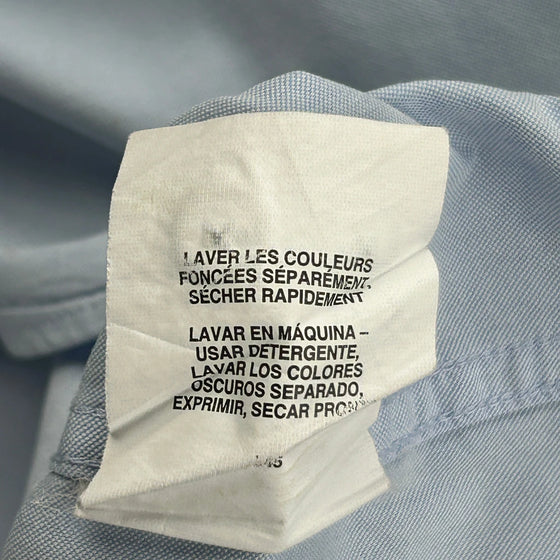 LAVER LES COULEURS
FONCÉES SÉPARÉMENT,
SÉCHER RAPIDEMENT.
LAVAR EN MÁQUINA –
USAR DETERGENTE,
LAVAR LOS COLORES
OSCUROS SEPARADO,
EXPRIMIR, SECAR